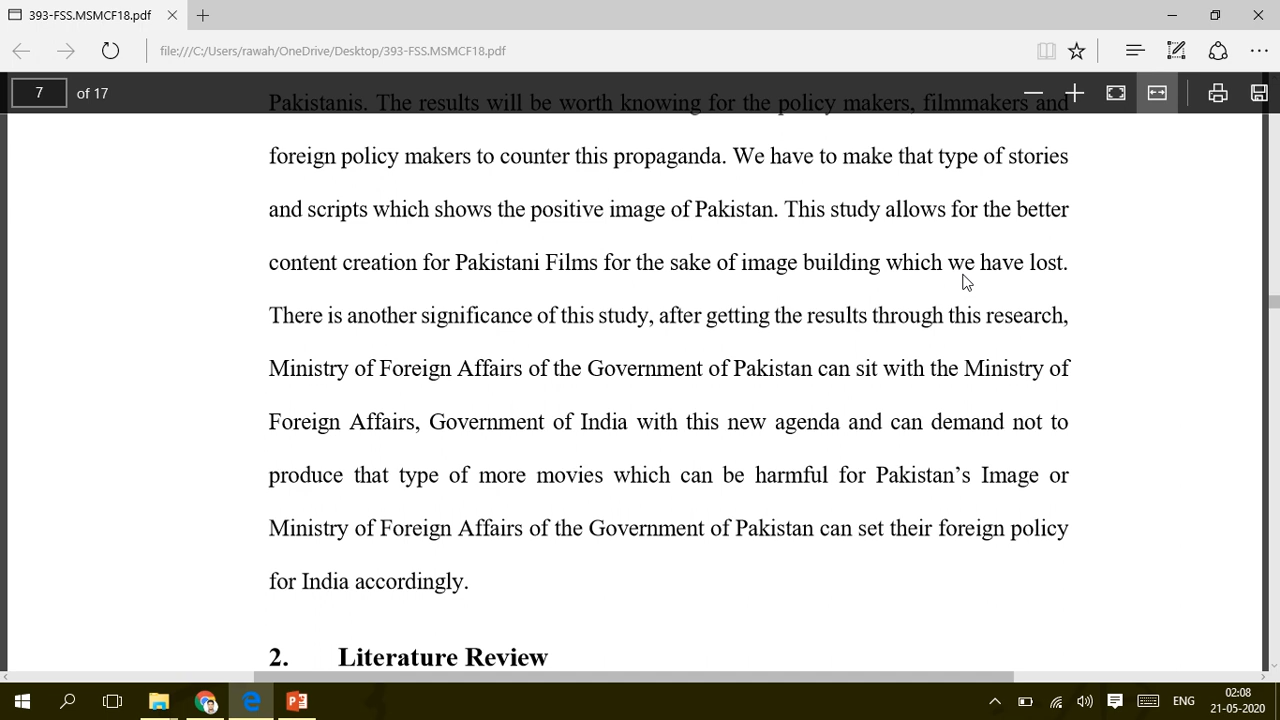 393-FSS.MSMCF18.pdf
file:///C:/Users/rawah/OneDrive/Desktop/393-FSS.MSMCF18.pdf
7 of 17
Pakistanis. The results will be worth knowing for the policy makers, filmmakers and
foreign policy makers to counter this propaganda. We have to make that type of stories
and scripts which shows the positive image of Pakistan. This study allows for the better
content creation for Pakistani Films for the sake of image building which we have lost.
There is another significance of this study, after getting the results through this research,
Ministry of Foreign Affairs of the Government of Pakistan can sit with the Ministry of
Foreign Affairs, Government of India with this new agenda and can demand not to
produce that type of more movies which can be harmful for Pakistan’s Image or
Ministry of Foreign Affairs of the Government of Pakistan can set their foreign policy
for India accordingly.
2. Literature Review
ENG
02:08
21-05-2020